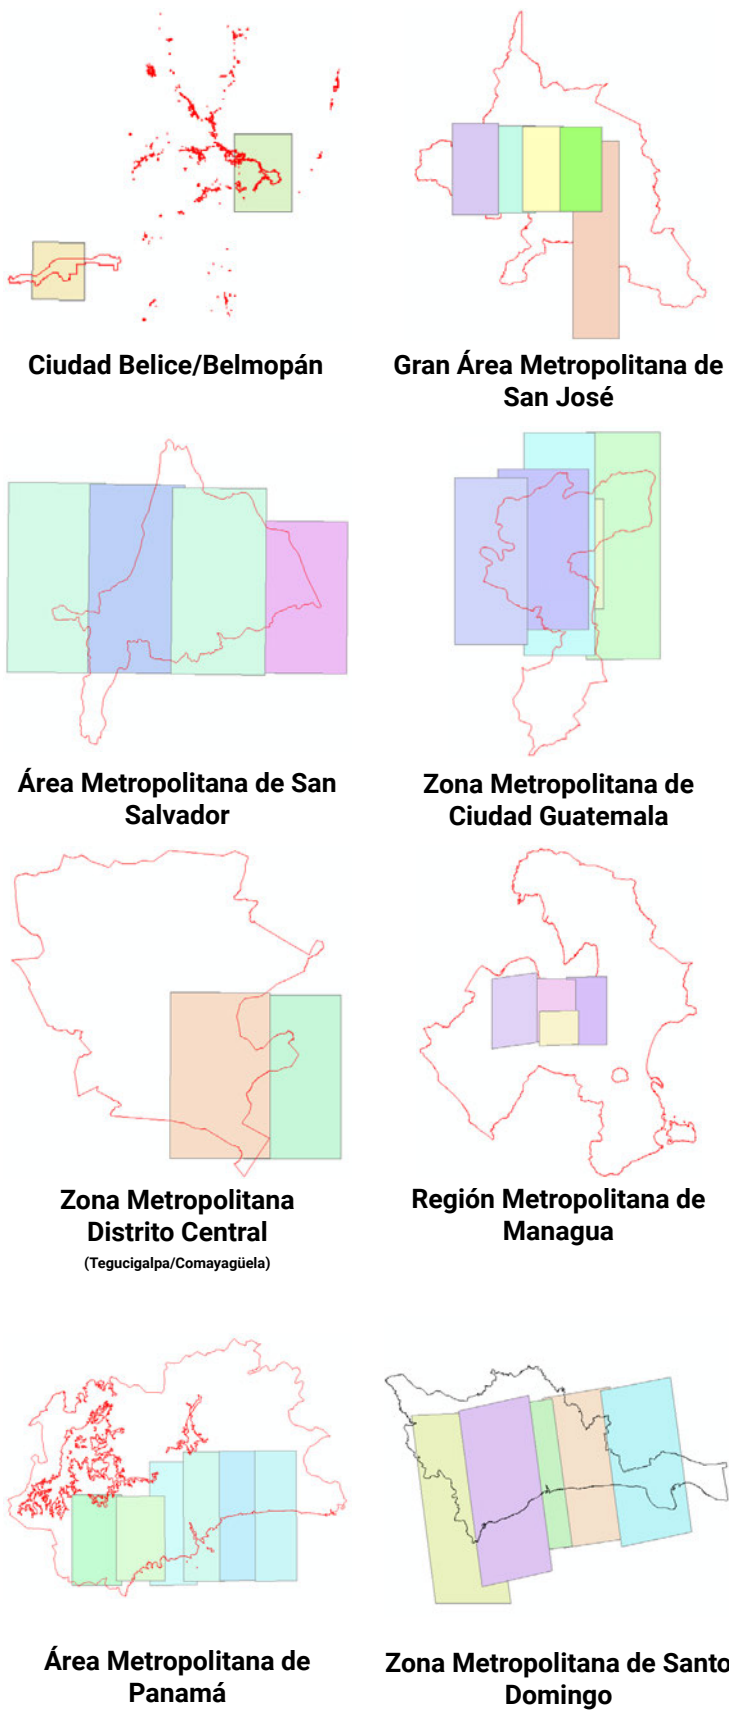 Ciudad Belice/Belmopán
Gran Área Metropolitana de
San José
Área Metropolitana de San
Salvador
Zona Metropolitana de
Ciudad Guatemala
Zona Metropolitana
Distrito Central
(Tegucigalpa/Comayagüela)
Región Metropolitana de
Managua
Área Metropolitana de
Panamá
Zona Metropolitana de Santo
Domingo